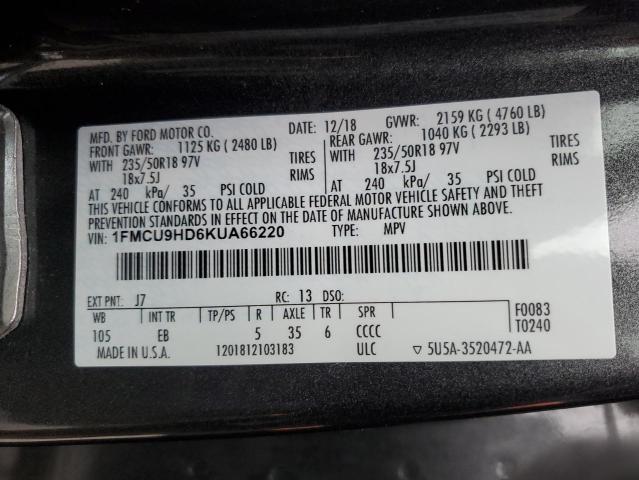 MFD. BY FORD MOTOR CO. DATE: 12/18 GVWR: 2159 KG ( 4760 LB)
FRONT GAWR: 1125 KG ( 2480 LB) REAR GAWR: 1040 KG ( 2293 LB)
WITH 235/50R18 97V TIRES WITH 235/50R18 97V TIRES
18x7.5J RIMS 18x7.5J RIMS
AT 240 kPa/ 35 PSI COLD AT 240 kPa/ 35 PSI COLD
THIS VEHICLE CONFORMS TO ALL APPLICABLE FEDERAL MOTOR VEHICLE SAFETY AND THEFT
PREVENTION STANDARDS IN EFFECT ON THE DATE OF MANUFACTURE SHOWN ABOVE.
VIN: 1FMCU9HD6KUA66220 TYPE: MPV
EXT PNT: J7 RC: 13 DSO:
WB INT TR TP/PS R AXLE TR SPR F0083
105 EB 5 35 6 CCCC T0240
MADE IN U.S.A. 1201812103183 ULC ▽ 5U5A-3520472-AA